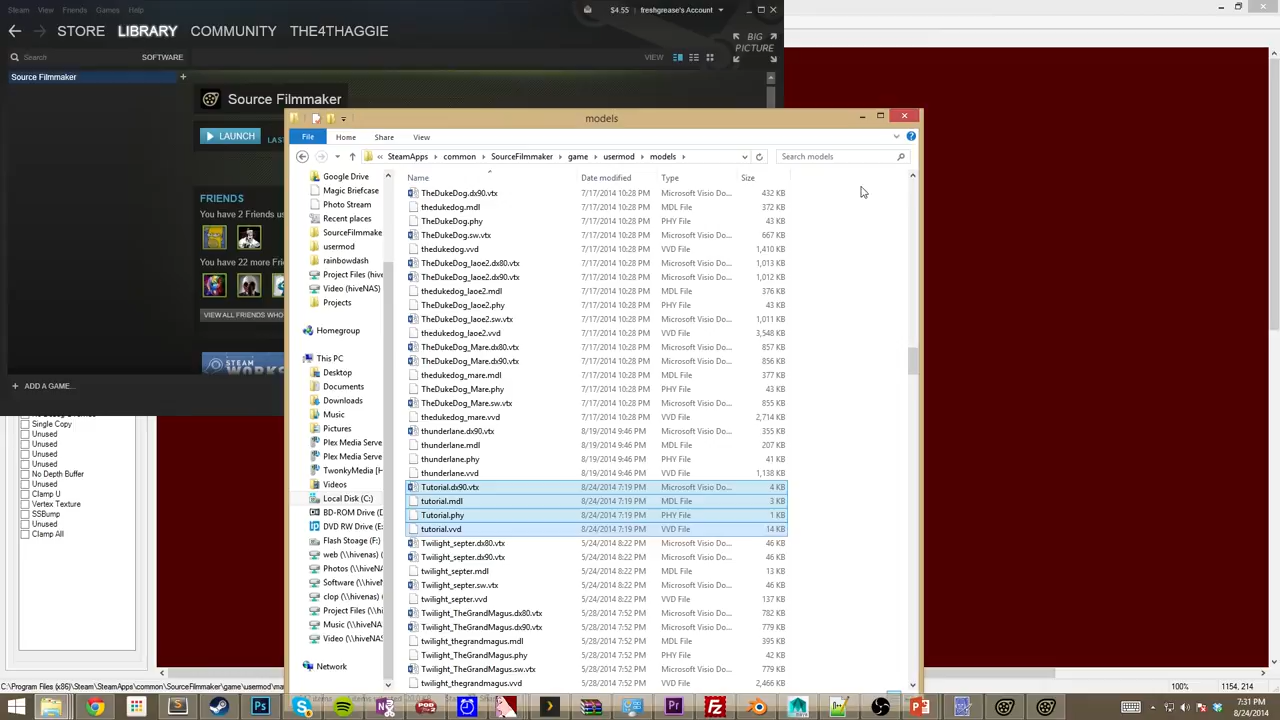 Steam View Friends Games Help
$4.55 freshgrease's Account
STORE LIBRARY COMMUNITY THE4THAGGIE
BIG PICTURE
Search SOFTWARE VIEW
Source Filmmaker +
Source Filmmaker
LAUNCH LAST
models
File Home Share View
« SteamApps › common › SourceFilmmaker › game › usermod › models ›
Search models
Name Date modified Type Size
Google Drive
Magic Briefcase
Photo Stream
Recent places
SourceFilmmake
usermod
rainbowdash
Project Files (hive
Video (hiveNAS)
Projects
Homegroup
This PC
Desktop
Documents
Downloads
Music
Pictures
Plex Media Serve
Plex Media Serve
TwonkyMedia [H
Videos
Local Disk (C:)
BD-ROM Drive (D
DVD RW Drive (E:
Flash Stoage (F:)
web (\\hivenas) (
Photos (\\hiveNAS
Software (\\hivena
clop (\\hivenas) (
Project Files (\\hi
Music (\\hiveNAS
Video (\\hiveNAS
Network
TheDukeDog.dx90.vtx 7/17/2014 10:28 PM Microsoft Visio Do... 432 KB
thedukedog.mdl 7/17/2014 10:28 PM MDL File 372 KB
TheDukeDog.phy 7/17/2014 10:28 PM PHY File 43 KB
TheDukeDog.sw.vtx 7/17/2014 10:28 PM Microsoft Visio Do... 667 KB
thedukedog.vvd 7/17/2014 10:28 PM VVD File 1,410 KB
TheDukeDog_laoe2.dx80.vtx 7/17/2014 10:28 PM Microsoft Visio Do... 1,013 KB
TheDukeDog_laoe2.dx90.vtx 7/17/2014 10:28 PM Microsoft Visio Do... 1,012 KB
thedukedog_laoe2.mdl 7/17/2014 10:28 PM MDL File 376 KB
TheDukeDog_laoe2.phy 7/17/2014 10:28 PM PHY File 43 KB
TheDukeDog_laoe2.sw.vtx 7/17/2014 10:28 PM Microsoft Visio Do... 1,011 KB
thedukedog_laoe2.vvd 7/17/2014 10:28 PM VVD File 3,548 KB
TheDukeDog_Mare.dx80.vtx 7/17/2014 10:28 PM Microsoft Visio Do... 857 KB
TheDukeDog_Mare.dx90.vtx 7/17/2014 10:28 PM Microsoft Visio Do... 856 KB
thedukedog_mare.mdl 7/17/2014 10:28 PM MDL File 377 KB
TheDukeDog_Mare.phy 7/17/2014 10:28 PM PHY File 43 KB
TheDukeDog_Mare.sw.vtx 7/17/2014 10:28 PM Microsoft Visio Do... 855 KB
thedukedog_mare.vvd 7/17/2014 10:28 PM VVD File 2,714 KB
thunderlane.dx90.vtx 8/19/2014 9:46 PM Microsoft Visio Do... 355 KB
thunderlane.mdl 8/19/2014 9:46 PM MDL File 207 KB
thunderlane.phy 8/19/2014 9:46 PM PHY File 41 KB
thunderlane.vvd 8/19/2014 9:46 PM VVD File 1,138 KB
Tutorial.dx90.vtx 8/24/2014 7:19 PM Microsoft Visio Do... 4 KB
tutorial.mdl 8/24/2014 7:19 PM MDL File 3 KB
Tutorial.phy 8/24/2014 7:19 PM PHY File 1 KB
tutorial.vvd 8/24/2014 7:19 PM VVD File 14 KB
Twilight_septer.dx80.vtx 5/24/2014 8:22 PM Microsoft Visio Do... 46 KB
Twilight_septer.dx90.vtx 5/24/2014 8:22 PM Microsoft Visio Do... 46 KB
twilight_septer.mdl 5/24/2014 8:22 PM MDL File 13 KB
Twilight_septer.sw.vtx 5/24/2014 8:22 PM Microsoft Visio Do... 46 KB
twilight_septer.vvd 5/24/2014 8:22 PM VVD File 137 KB
Twilight_TheGrandMagus.dx80.vtx 5/28/2014 7:52 PM Microsoft Visio Do... 782 KB
Twilight_TheGrandMagus.dx90.vtx 5/28/2014 7:52 PM Microsoft Visio Do... 779 KB
twilight_thegrandmagus.mdl 5/28/2014 7:52 PM MDL File 395 KB
Twilight_TheGrandMagus.phy 5/28/2014 7:52 PM PHY File 42 KB
Twilight_TheGrandMagus.sw.vtx 5/28/2014 7:52 PM Microsoft Visio Do... 779 KB
twilight_thegrandmagus.vvd 5/28/2014 7:52 PM VVD File 2,466 KB
FRIENDS
You have 2 Friends u
You have 22 more Fri
VIEW ALL FRIENDS WHO
STEAM
WORKS
+ ADD A GAME...
Single Copy
Unused
Unused
Unused
No Depth Buffer
Unused
Clamp U
Vertex Texture
SSBump
Unused
Clamp All
C:\Program Files (x86)\Steam\SteamApps\common\SourceFilmmaker\game\usermod\ma
100% 1154, 214
7:31 PM
8/24/2014